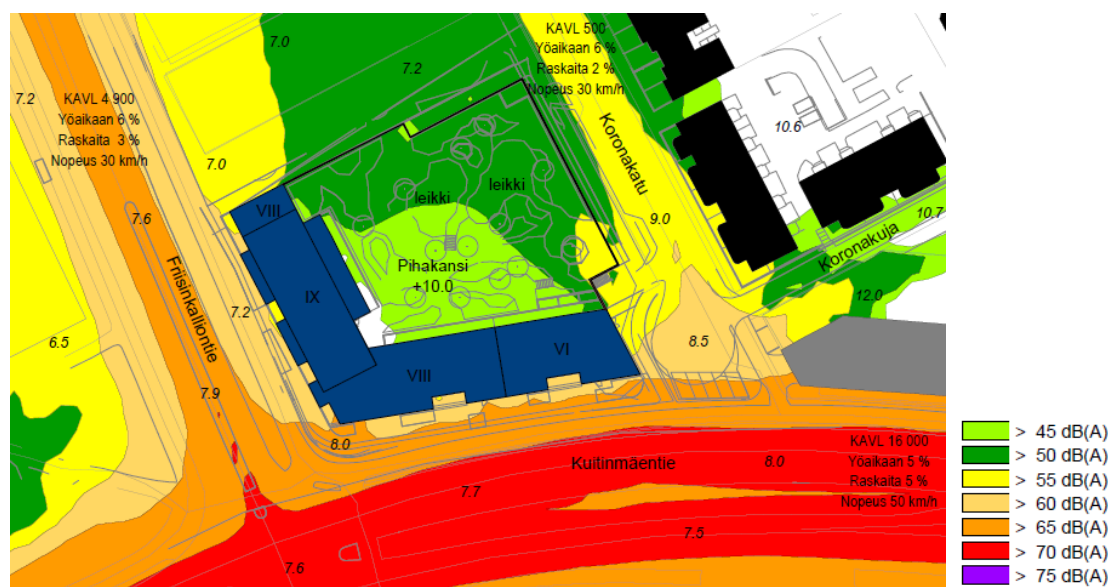 7.0
KAVL 500
Yöaikaan 6 %
Raskaita 2 %
Nopeus 30 km/h
7.2
7.2
KAVL 4 900
Yöaikaan 6 %
Raskaita 3 %
Nopeus 30 km/h
10.6
7.0
Koronakatu
leikki
leikki
10.7
7.6
VIII
9.0
Koronakuja
Pihakansi
+10.0
Friisinkalliontie
IX
7.2
12.0
6.5
8.5
VI
VIII
7.9
8.0
KAVL 16 000
Yöaikaan 5 %
Raskaita 5 %
Nopeus 50 km/h
Kuitinmäentie
8.0
7.7
7.5
7.6
> 45 dB(A)
> 50 dB(A)
> 55 dB(A)
> 60 dB(A)
> 65 dB(A)
> 70 dB(A)
> 75 dB(A)